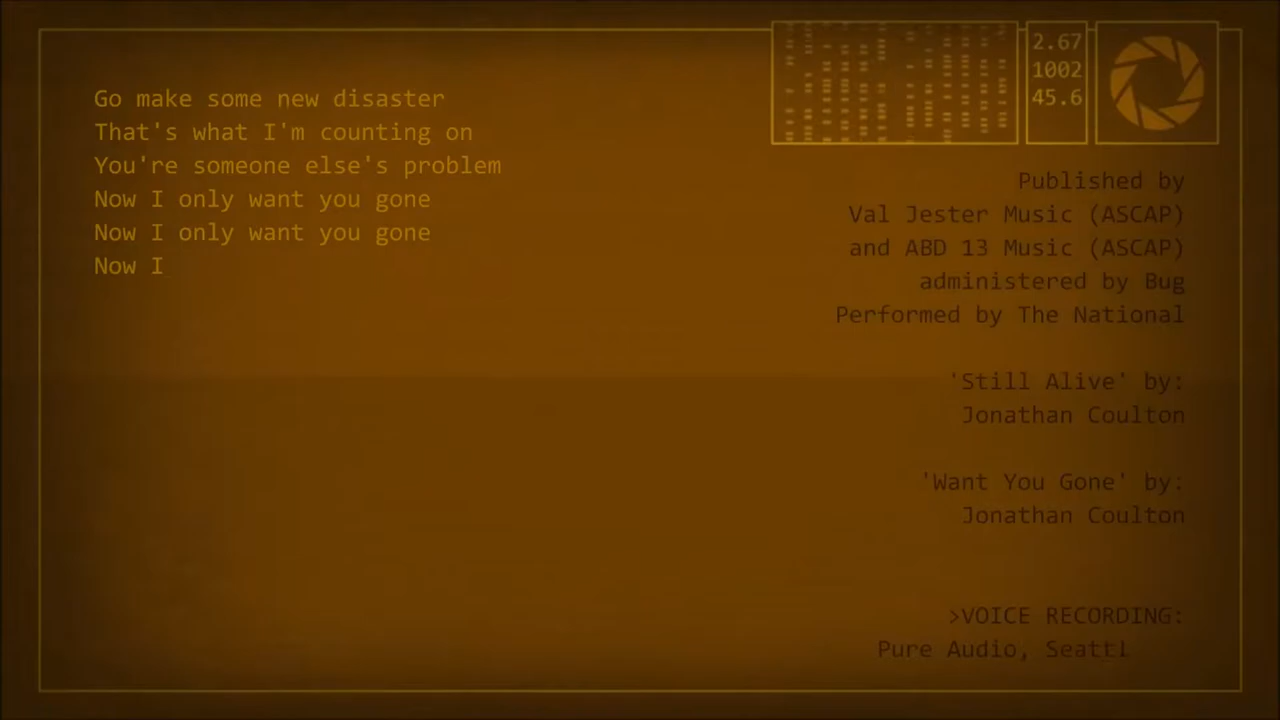 Go make some new disaster
That's what I'm counting on
You're someone else's problem
Now I only want you gone
Now I only want you gone
Now I
2.67
1002
45.6
Published by
Val Jester Music (ASCAP)
and ABD 13 Music (ASCAP)
administered by Bug
Performed by The National
'Still Alive' by:
Jonathan Coulton
'Want You Gone' by:
Jonathan Coulton
>VOICE RECORDING:
Pure Audio, Seattl